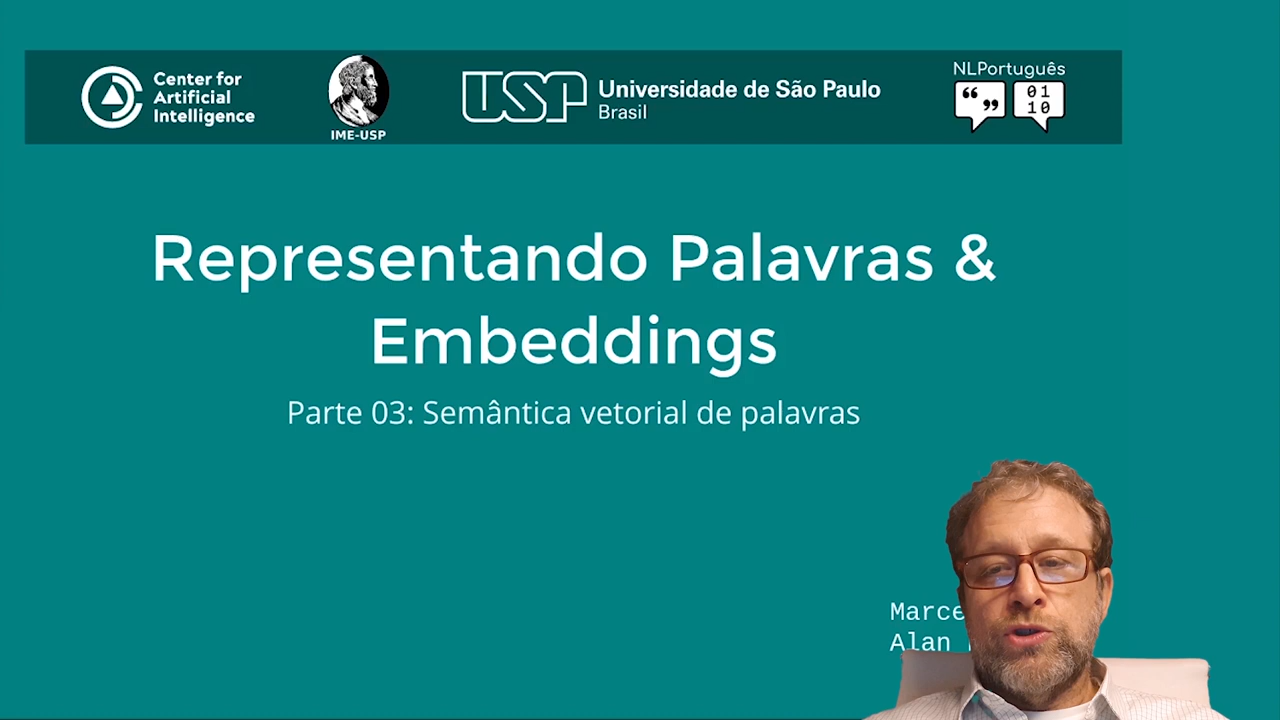 Center for
Artificial
Intelligence
IME-USP
USP
Universidade de São Paulo
Brasil
NLPortuguês
“ ”
01
10
Representando Palavras &
Embeddings
Parte 03: Semântica vetorial de palavras
Marce
Alan